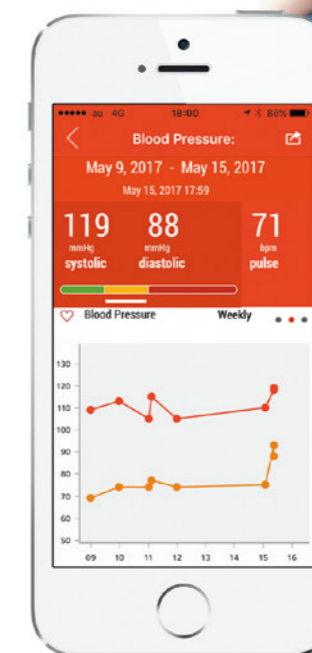 au 4G 18:00 86%
Blood Pressure:
May 9, 2017 - May 15, 2017
May 15, 2017 17:59
119 88 71
mmHg mmHg bpm
systolic diastolic pulse
Blood Pressure Weekly
130
120
110
100
90
80
70
60
50
09 10 11 12 13 14 15 16